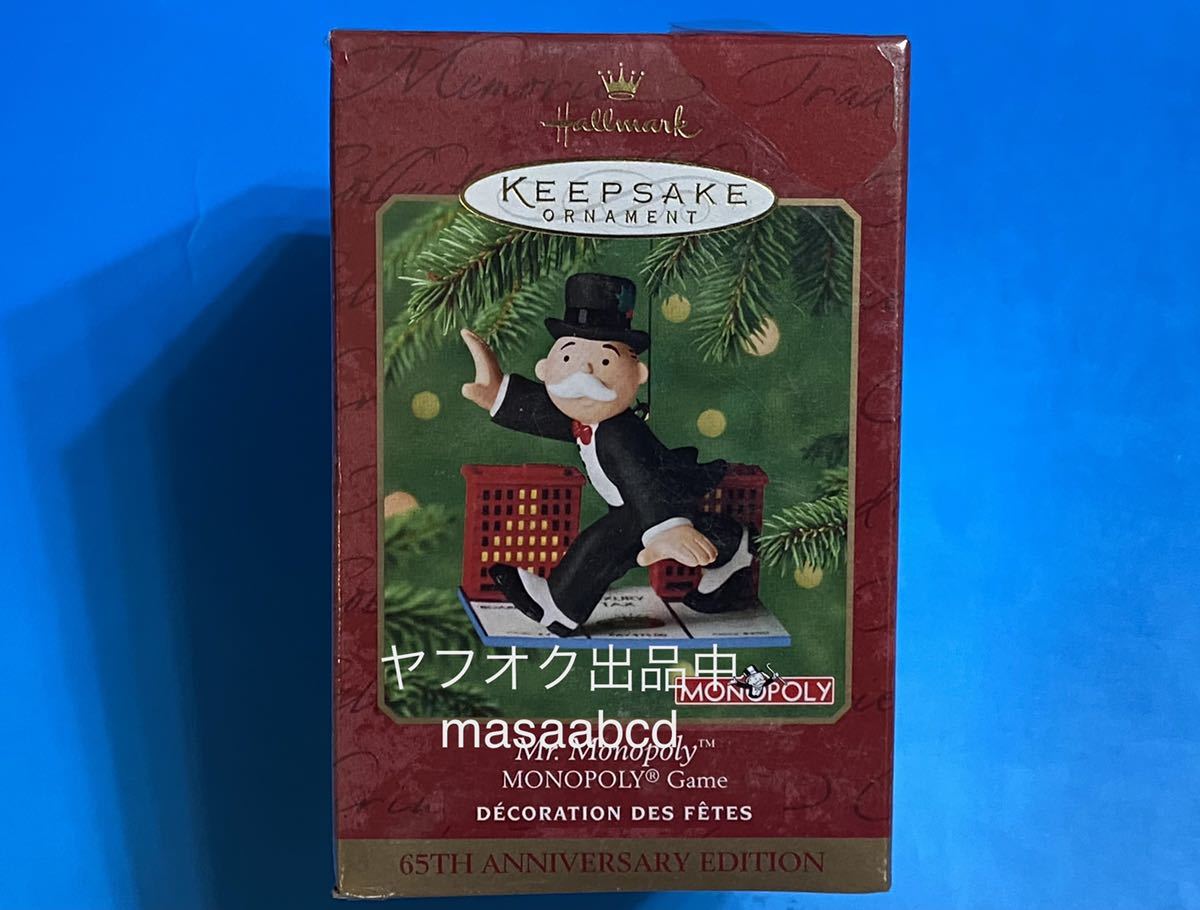 Hallmark
KEEPSAKE
ORNAMENT
TAX
ヤフオク出品中
MONOPOLY
masaabcd
Mr. Monopoly™
MONOPOLY® Game
DÉCORATION DES FÊTES
65TH ANNIVERSARY EDITION